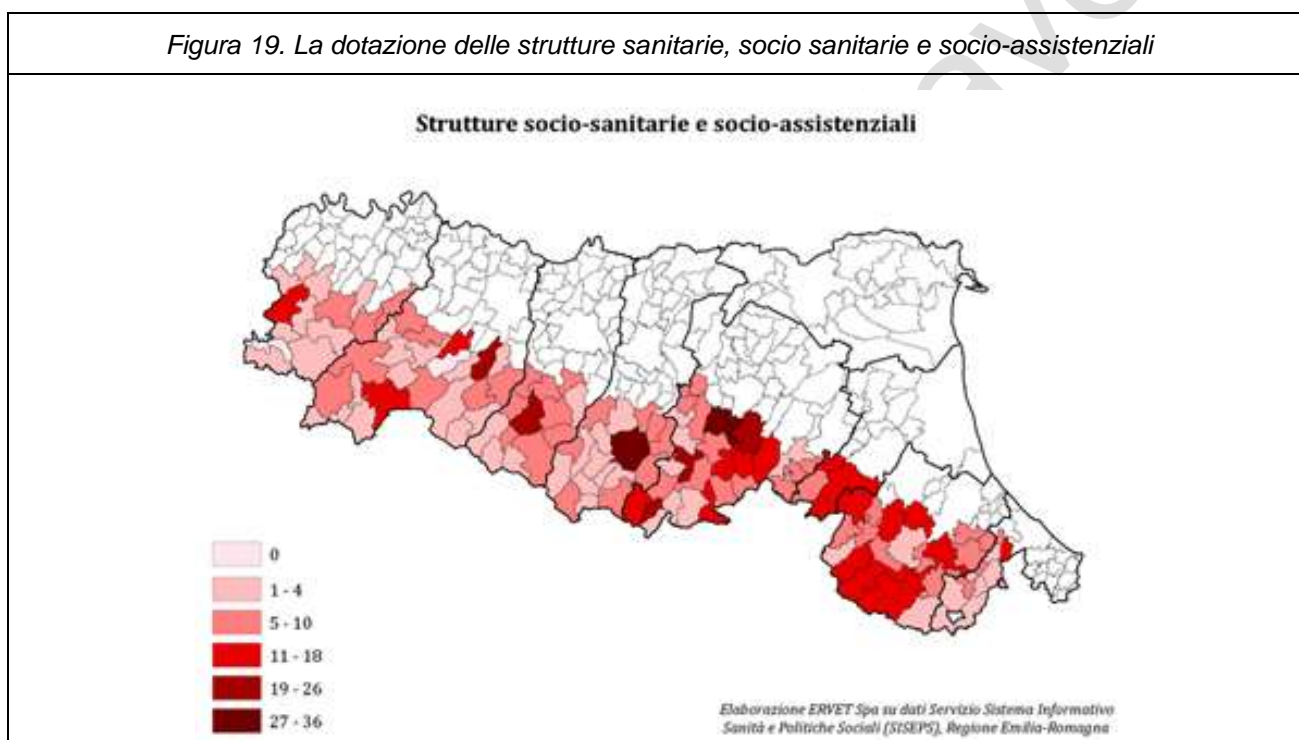 Figura 19. La dotazione delle strutture sanitarie, socio sanitarie e socio-assistenziali
Strutture socio-sanitarie e socio-assistenziali
0
1 - 4
5 - 10
11 - 18
19 - 26
27 - 36
Elaborazione ERVET Spa su dati Servizio Sistema Informativo
Sanità e Politiche Sociali (SISEPS), Regione Emilia-Romagna